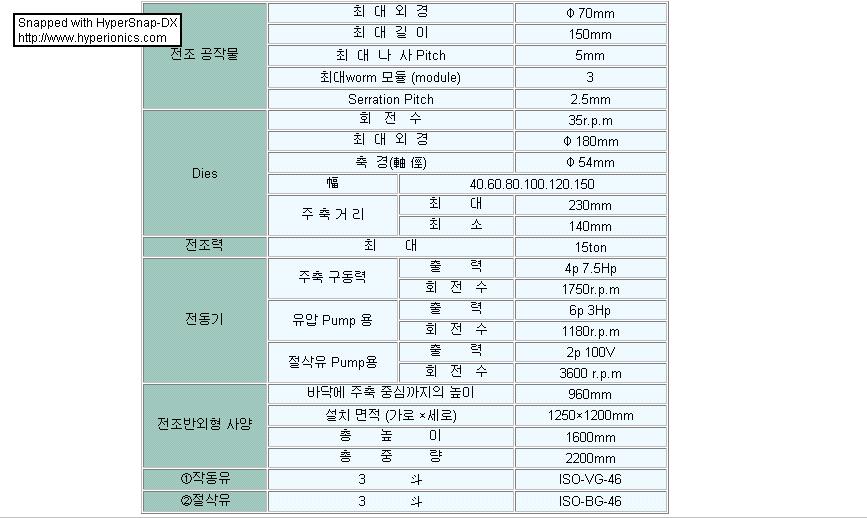 Snapped with HyperSnap-DX
http://www.hyperionics.com
전조 공작물
최 대 외 경 Φ 70mm
최 대 길 이 150mm
최 대 나 사 Pitch 5mm
최대worm 모듈 (module) 3
Serration Pitch 2.5mm
Dies
회 전 수 35r.p.m
최 대 외 경 Φ 180mm
축 경(軸 徑) Φ 54mm
幅 40.60.80.100.120.150
주 축 거 리
최 대 230mm
최 소 140mm
전조력 최 대 15ton
전동기
주축 구동력
출 력 4p 7.5Hp
회 전 수 1750r.p.m
유압 Pump 용
출 력 6p 3Hp
회 전 수 1180r.p.m
절삭유 Pump용
출 력 2p 100V
회 전 수 3600 r.p.m
전조반외형 사양
바닥에 주축 중심까지의 높이 960mm
설치 면적 (가로 ×세로) 1250×1200mm
총 높 이 1600mm
총 중 량 2200mm
①작동유 3 斗 ISO-VG-46
②절삭유 3 斗 ISO-BG-46